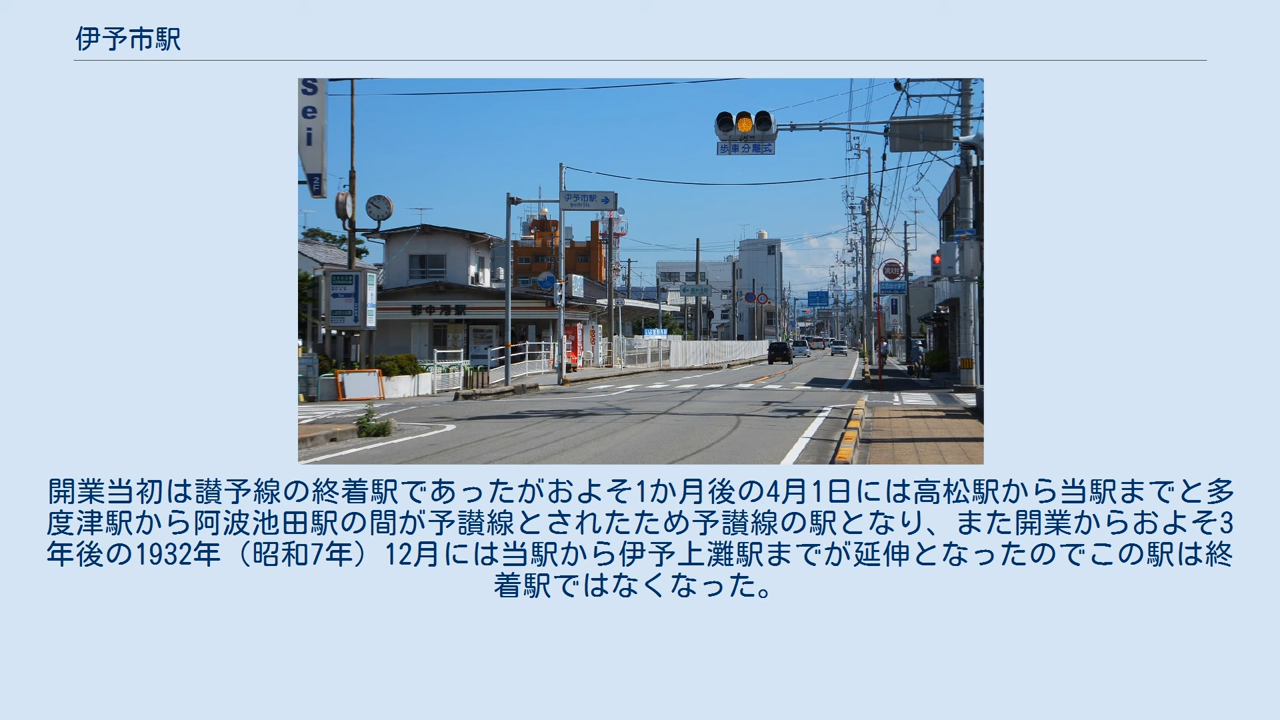 伊予市駅
sei
2F
歩車分離式
伊予市駅
郡中港駅
開業当初は讃予線の終着駅であったがおよそ1か月後の4月1日には高松駅から当駅までと多
度津駅から阿波池田駅の間が予讃線とされたため予讃線の駅となり、また開業からおよそ3
年後の1932年（昭和7年）12月には当駅から伊予上灘駅までが延伸となったのでこの駅は終
着駅ではなくなった。